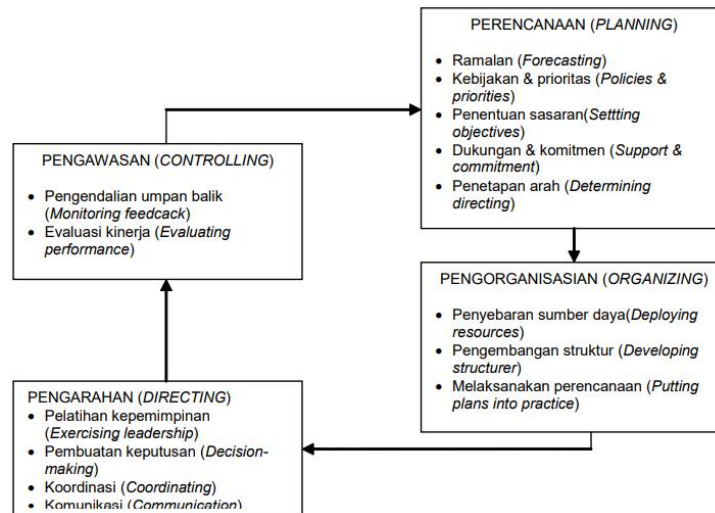 PERENCANAAN (PLANNING)
• Ramalan (Forecasting)
• Kebijakan & prioritas (Policies &
priorities)
• Penentuan sasaran(Settting
objectives)
• Dukungan & komitmen (Support &
commitment)
• Penetapan arah (Determining
directing)
PENGAWASAN (CONTROLLING)
• Pengendalian umpan balik
(Monitoring feedcack)
• Evaluasi kinerja (Evaluating
performance)
PENGORGANISASIAN (ORGANIZING)
• Penyebaran sumber daya(Deploying
resources)
• Pengembangan struktur (Developing
structurer)
• Melaksanakan perencanaan (Putting
plans into practice)
PENGARAHAN (DIRECTING)
• Pelatihan kepemimpinan
(Exercising leadership)
• Pembuatan keputusan (Decision-
making)
• Koordinasi (Coordinating)
• Komunikasi (Communication)